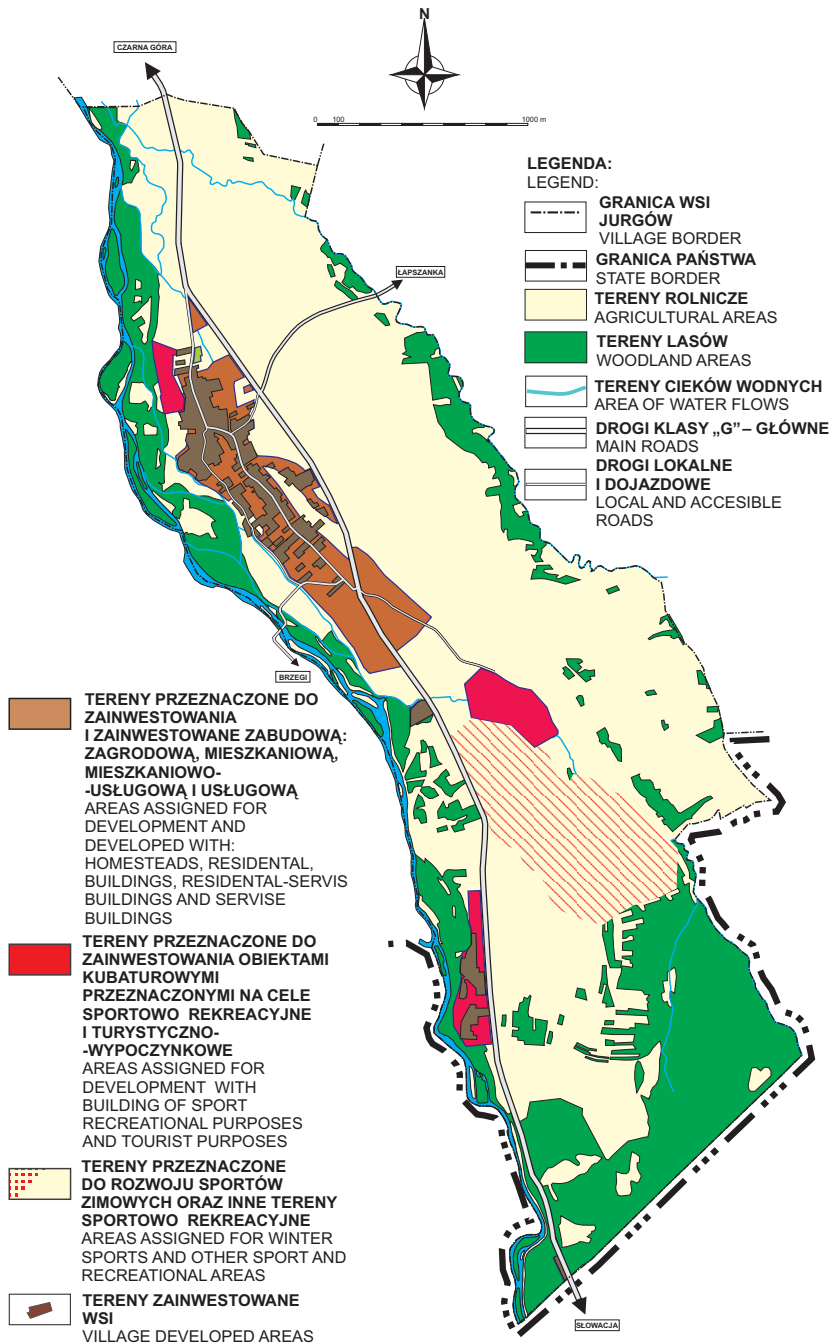 N
CZARNA GÓRA
0 100 1000 m
LEGENDA:
LEGEND:
GRANICA WSI
JURGÓW
VILLAGE BORDER
GRANICA PAŃSTWA
STATE BORDER
TERENY ROLNICZE
AGRICULTURAL AREAS
TERENY LASÓW
WOODLAND AREAS
TERENY CIEKÓW WODNYCH
AREA OF WATER FLOWS
DROGI KLASY „G” – GŁÓWNE
MAIN ROADS
DROGI LOKALNE
I DOJAZDOWE
LOCAL AND ACCESIBLE
ROADS
ŁAPSZANKA
BRZEGI
TERENY PRZEZNACZONE DO
ZAINWESTOWANIA
I ZAINWESTOWANE ZABUDOWĄ:
ZAGRODOWĄ, MIESZKANIOWĄ,
MIESZKANIOWO-
-USŁUGOWĄ I USŁUGOWĄ
AREAS ASSIGNED FOR
DEVELOPMENT AND
DEVELOPED WITH:
HOMESTEADS, RESIDENTAL,
BUILDINGS, RESIDENTAL-SERVIS
BUILDINGS AND SERVISE
BUILDINGS
TERENY PRZEZNACZONE DO
ZAINWESTOWANIA OBIEKTAMI
KUBATUROWYMI
PRZEZNACZONYMI NA CELE
SPORTOWO REKREACYJNE
I TURYSTYCZNO-
-WYPOCZYNKOWE
AREAS ASSIGNED FOR
DEVELOPMENT WITH
BUILDING OF SPORT
RECREATIONAL PURPOSES
AND TOURIST PURPOSES
TERENY PRZEZNACZONE
DO ROZWOJU SPORTÓW
ZIMOWYCH ORAZ INNE TERENY
SPORTOWO REKREACYJNE
AREAS ASSIGNED FOR WINTER
SPORTS AND OTHER SPORT AND
RECREATIONAL AREAS
TERENY ZAINWESTOWANE
WSI
VILLAGE DEVELOPED AREAS
SŁOWACJA